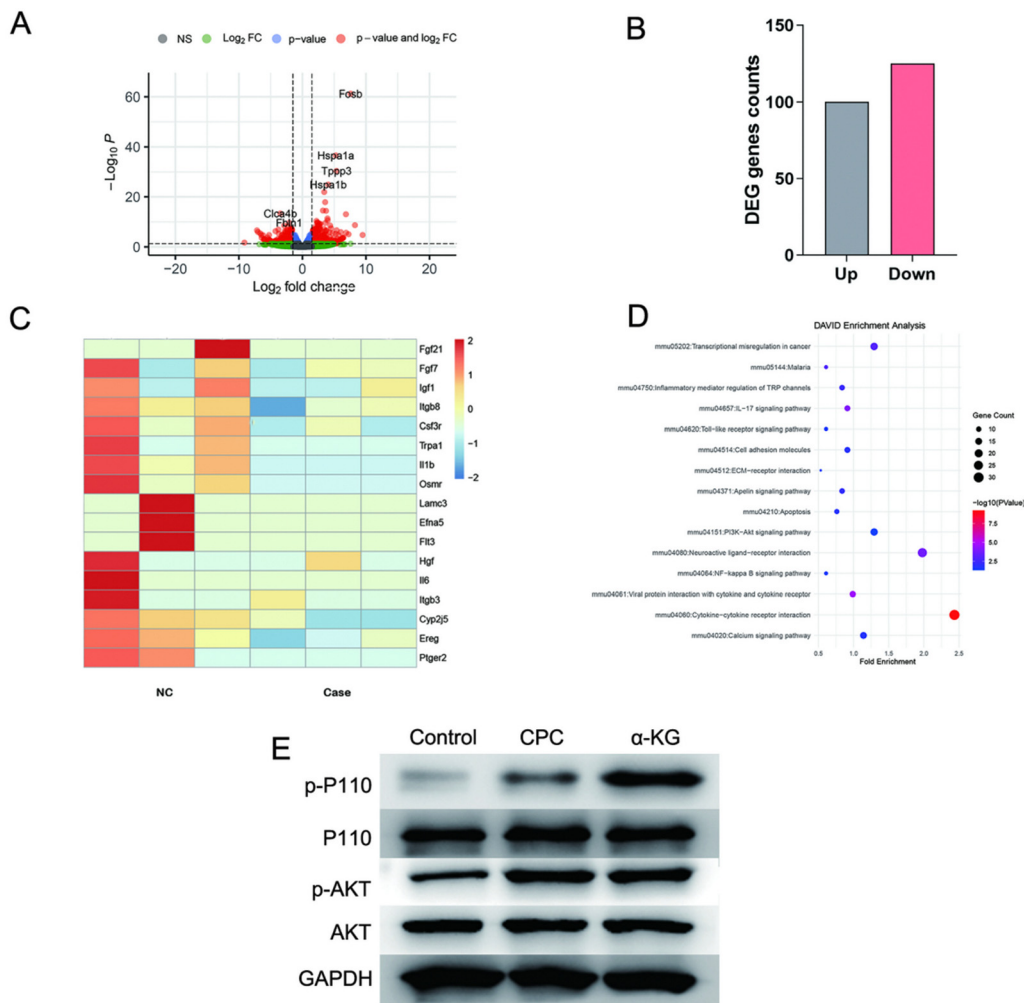 A
NS Log2 FC p−value p−value and log2 FC
−Log10 P
60
40
20
0
Fosb
Hspa1a
Tppp3
Hspa1b
Clca4b
Fbln1
−20 −10 0 10 20
Log2 fold change
B
DEG genes counts
150
100
50
0
Up Down
C
Fgf21
Fgf7
Igf1
Itgb8
Csf3r
Trpa1
Il1b
Osmr
Lamc3
Efna5
Flt3
Hgf
Il6
Itgb3
Cyp2j5
Ereg
Ptger2
2
1
0
−1
−2
NC Case
D
DAVID Enrichment Analysis
mmu05202:Transcriptional misregulation in cancer
mmu05144:Malaria
mmu04750:Inflammatory mediator regulation of TRP channels
mmu04657:IL−17 signaling pathway
mmu04620:Toll−like receptor signaling pathway
mmu04514:Cell adhesion molecules
mmu04512:ECM−receptor interaction
mmu04371:Apelin signaling pathway
mmu04210:Apoptosis
mmu04151:PI3K−Akt signaling pathway
mmu04080:Neuroactive ligand−receptor interaction
mmu04064:NF−kappa B signaling pathway
mmu04061:Viral protein interaction with cytokine and cytokine receptor
mmu04060:Cytokine−cytokine receptor interaction
mmu04020:Calcium signaling pathway
0.5 1.0 1.5 2.0 2.5
Fold Enrichment
Gene Count
10
15
20
25
30
−log10(PValue)
7.5
5.0
2.5
E
Control CPC α-KG
p-P110
P110
p-AKT
AKT
GAPDH